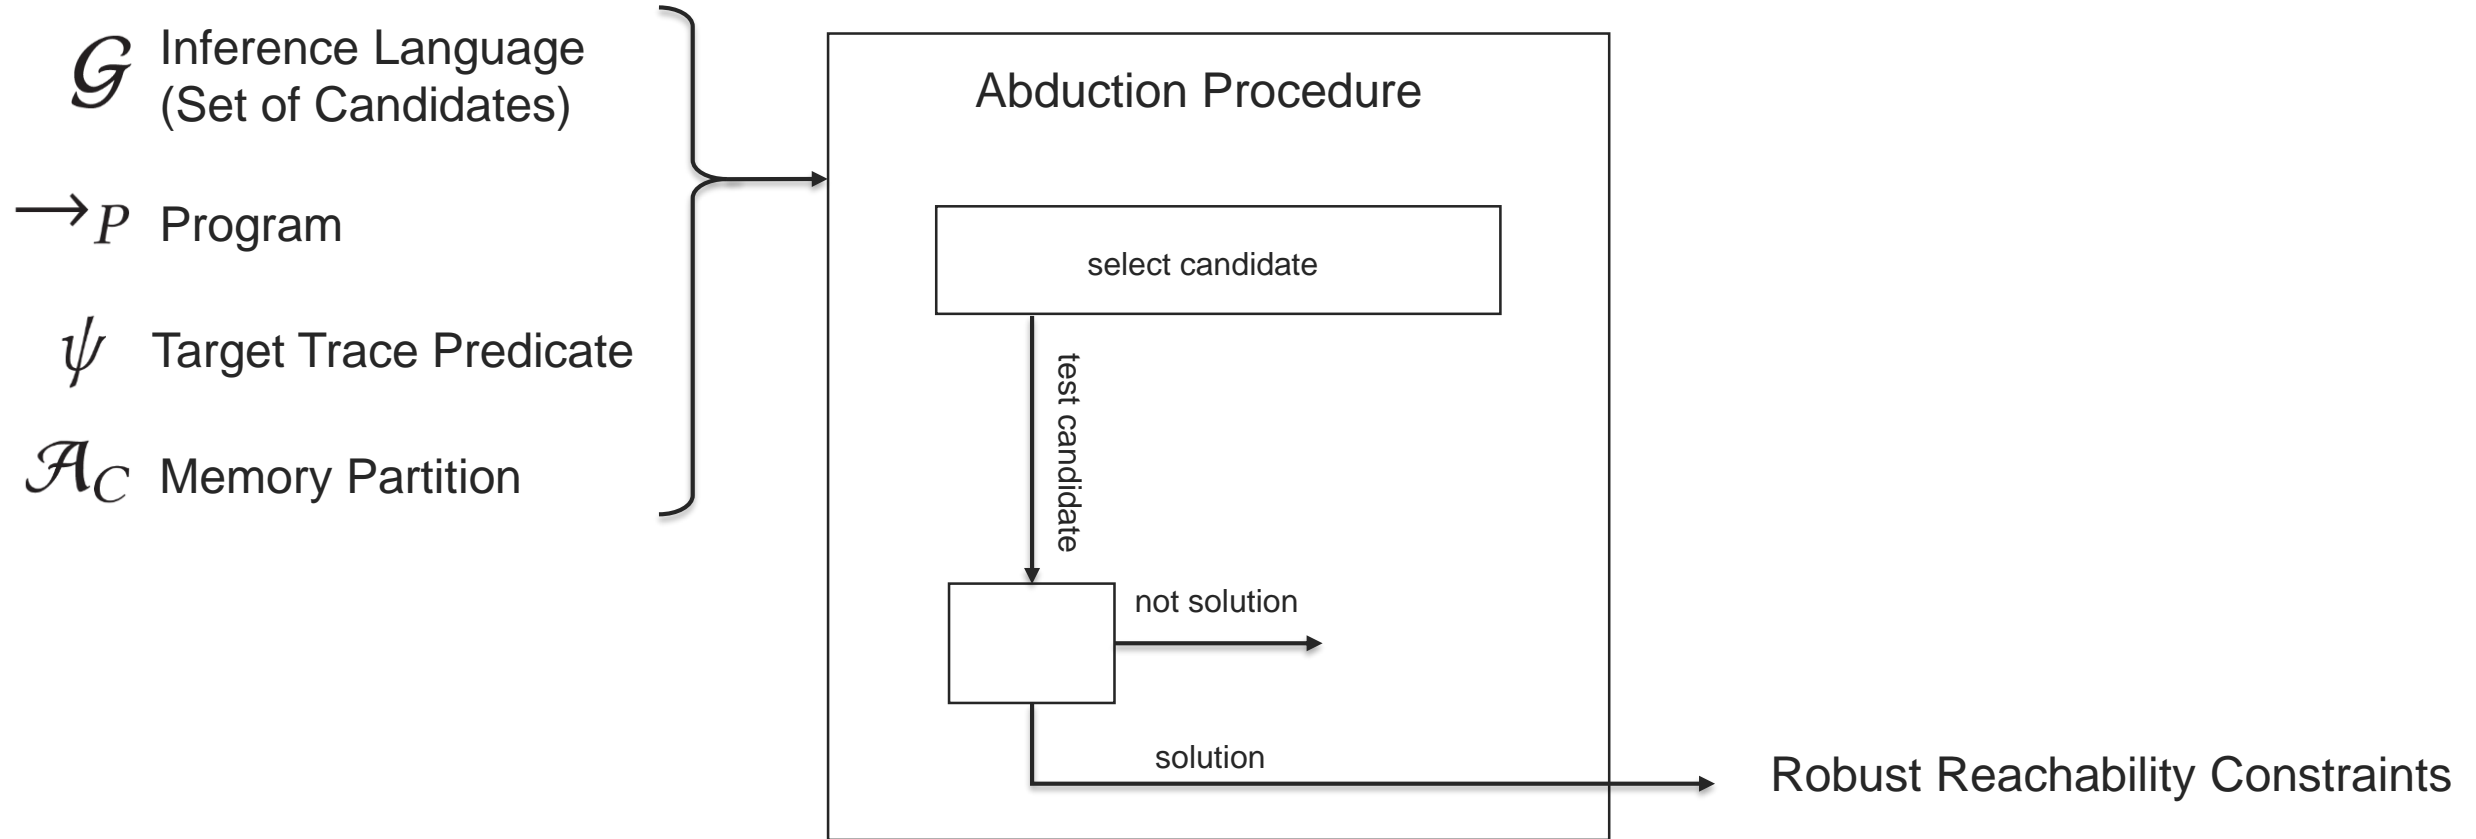 𝒢 Inference Language
(Set of Candidates)
→P Program
ψ Target Trace Predicate
𝒜C Memory Partition
Abduction Procedure
select candidate
test candidate
not solution
solution
Robust Reachability Constraints